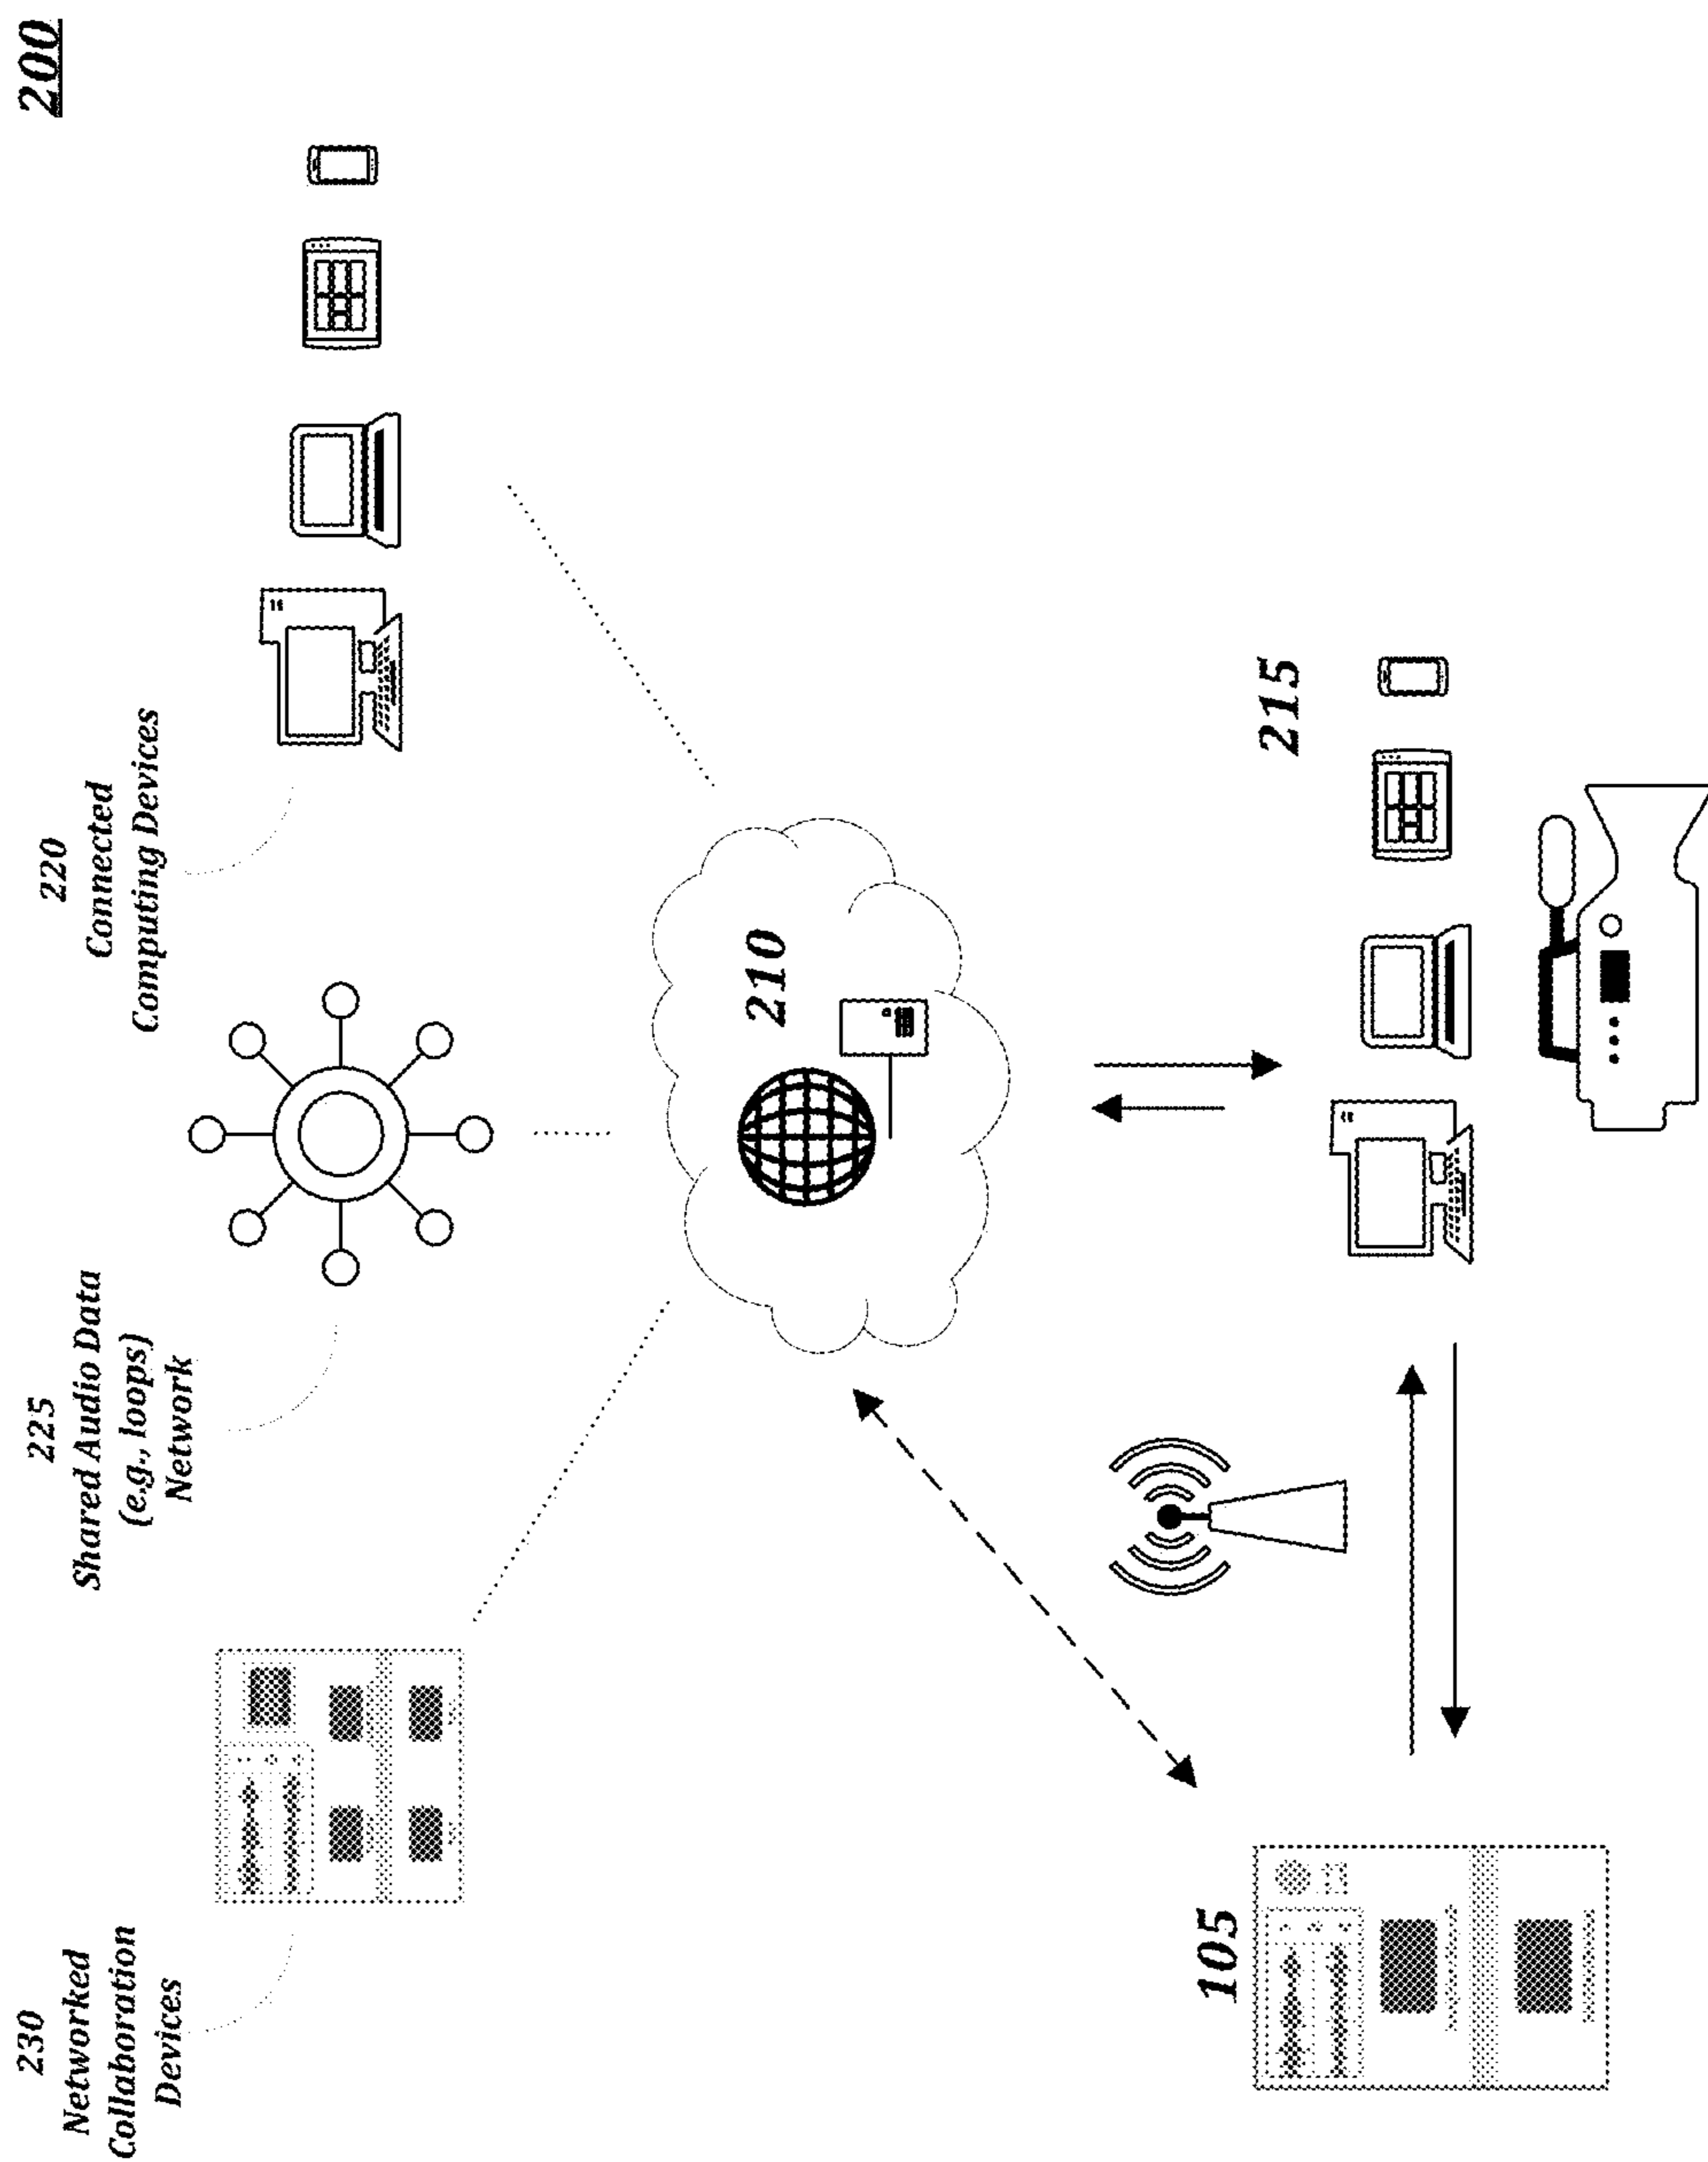 200
230
Networked
Collaboration
Devices
225
Shared Audio Data
(e.g., loops)
Network
220
Connected
Computing Devices
210
215
105